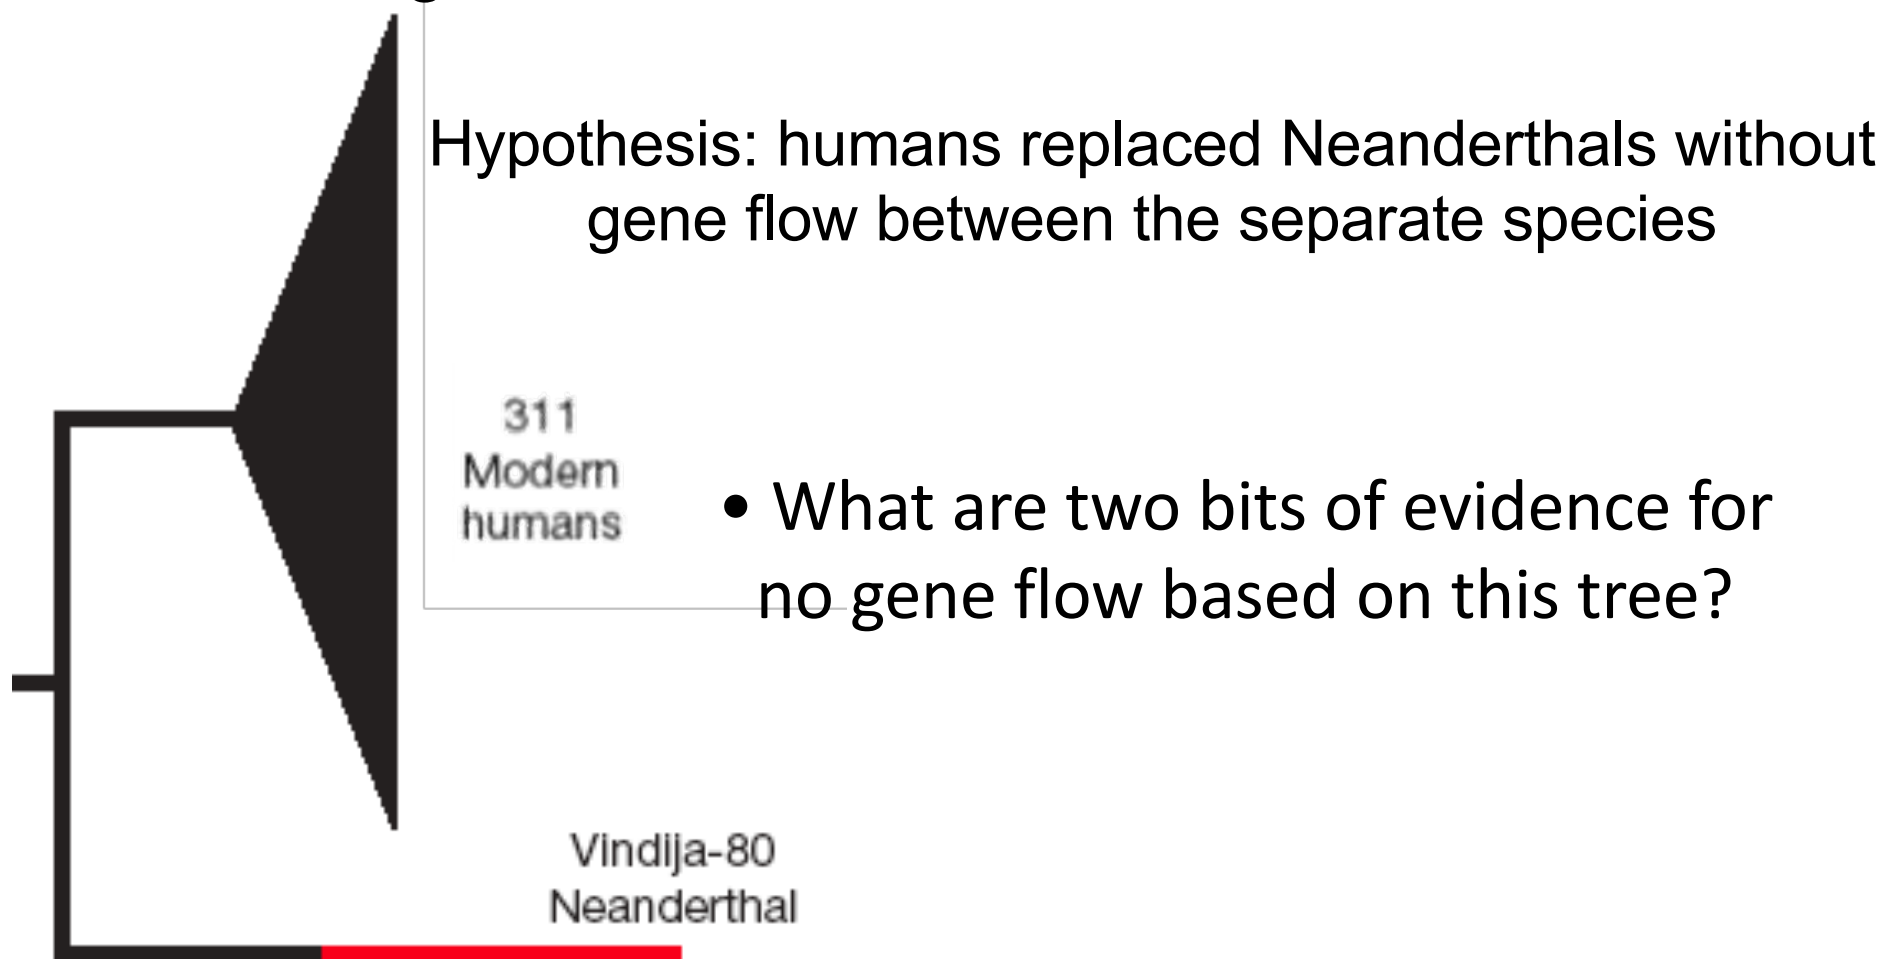 Hypothesis: humans replaced Neanderthals without
gene flow between the separate species
311
Modern
humans
• What are two bits of evidence for
no gene flow based on this tree?
Vindija-80
Neanderthal